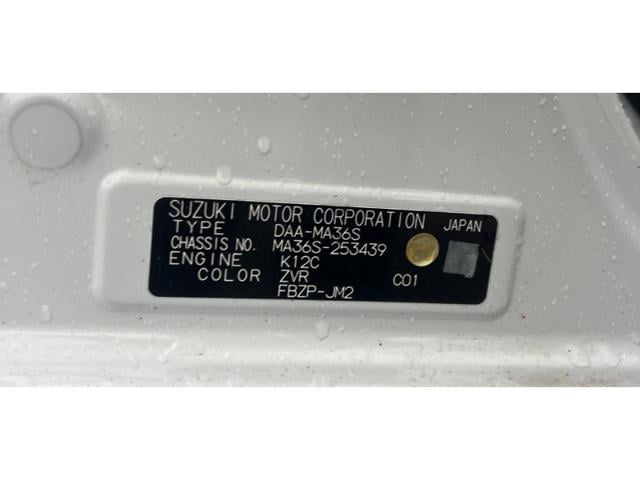 SUZUKI MOTOR CORPORATION JAPAN
TYPE DAA-MA36S
CHASSIS NO. MA36S-253439
ENGINE K12C
COLOR ZVR C01
FBZP-JM2